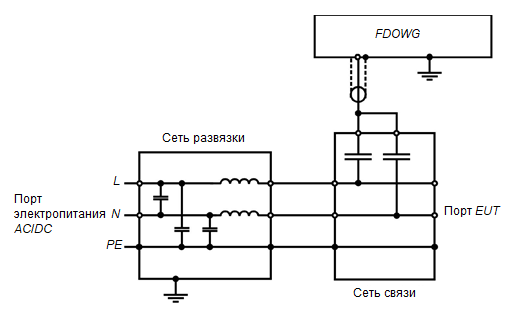 FDOWG
Сеть развязки
L
Порт
электропитания
AC/DC
N
Порт EUT
PE
Сеть связи